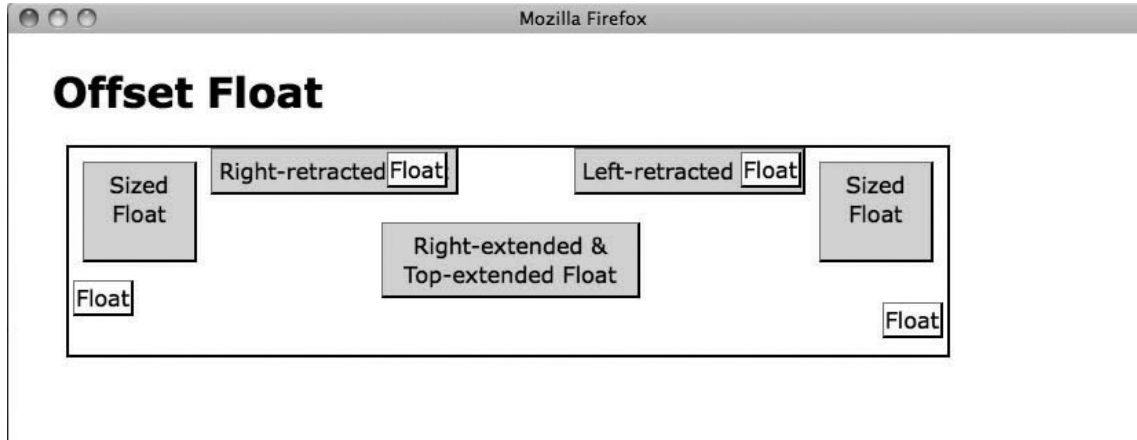 Mozilla Firefox
Offset Float
Sized
Float
Right-retracted Float
Left-retracted Float
Sized
Float
Right-extended &
Top-extended Float
Float
Float